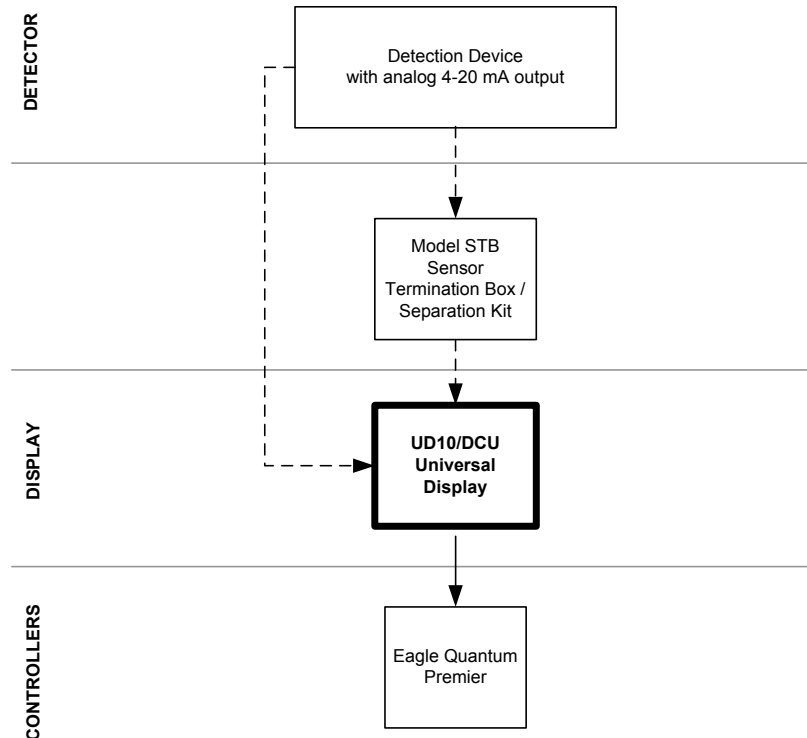 DETECTOR
Detection Device
with analog 4-20 mA output
Model STB
Sensor
Termination Box /
Separation Kit
DISPLAY
UD10/DCU
Universal
Display
CONTROLLERS
Eagle Quantum
Premier